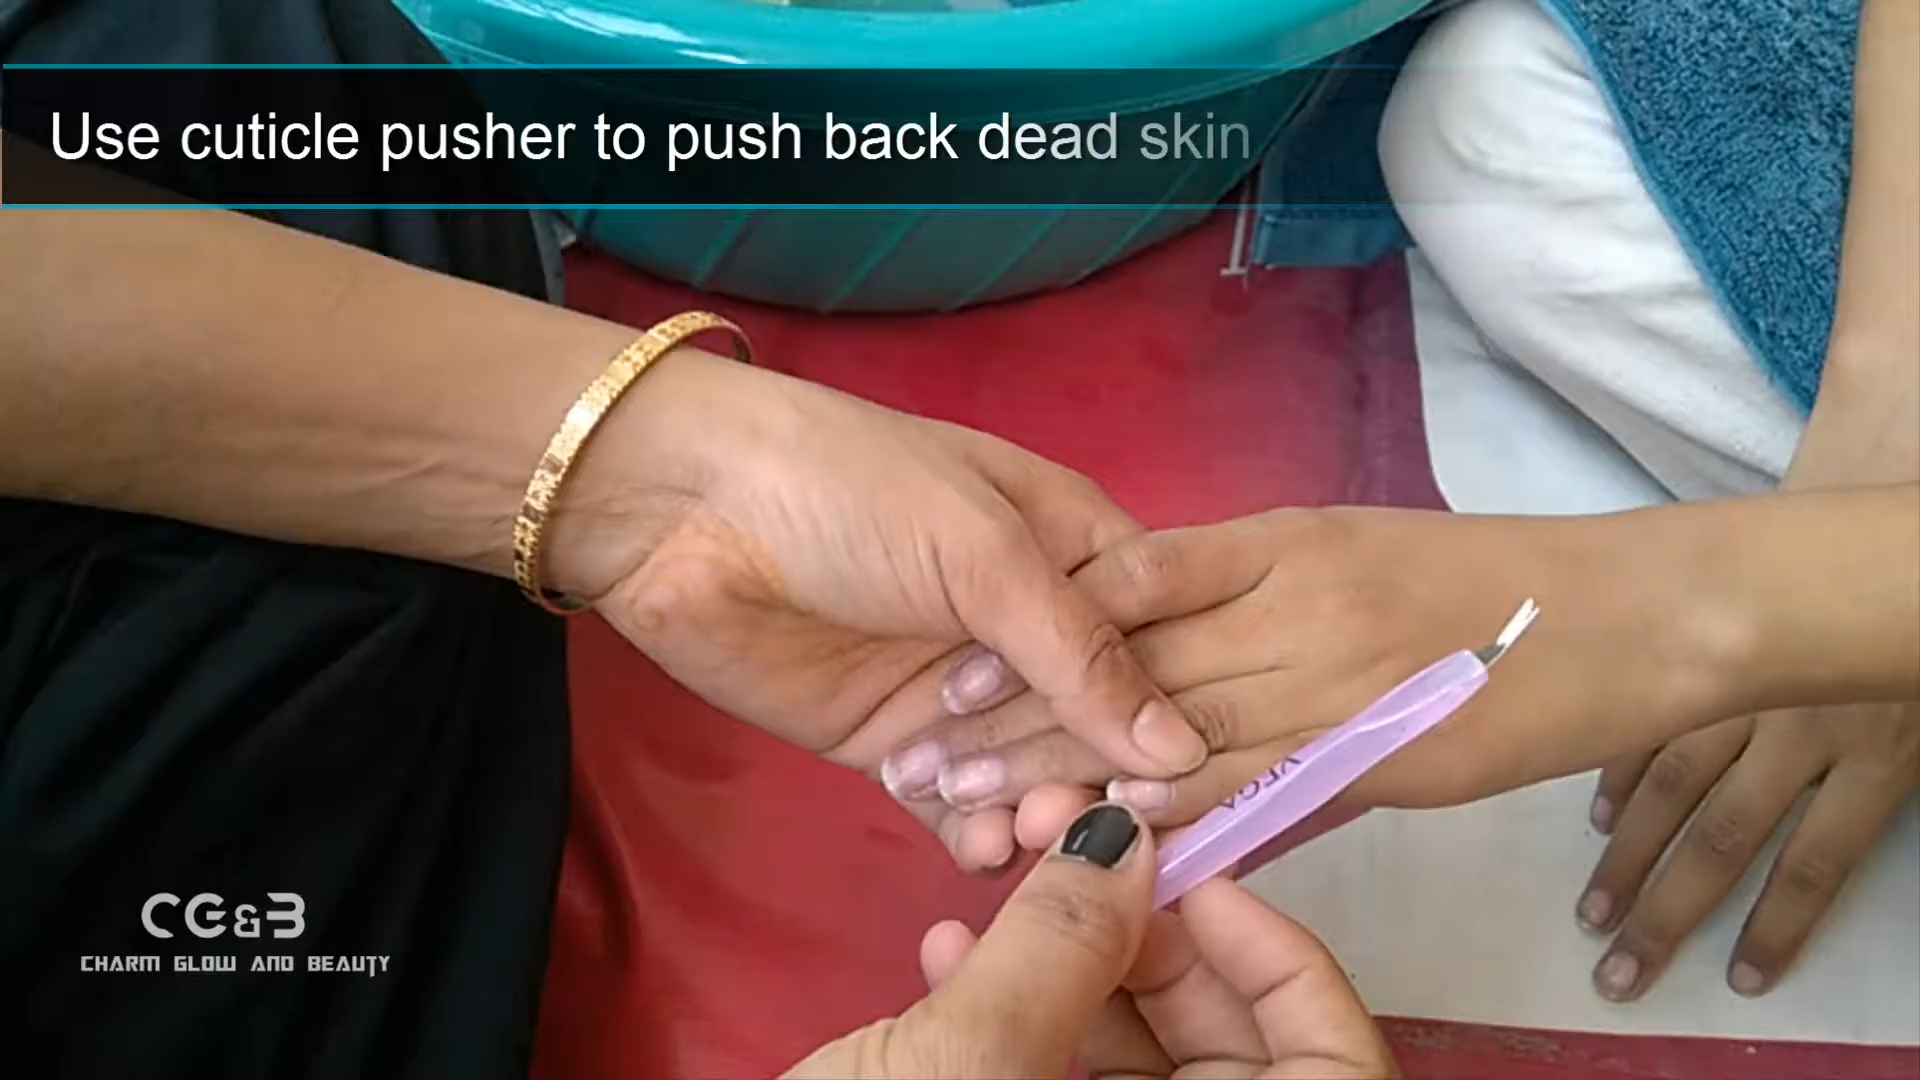 Use cuticle pusher to push back dead skin
VEGA
CG&B
CHARM GLOW AND BEAUTY